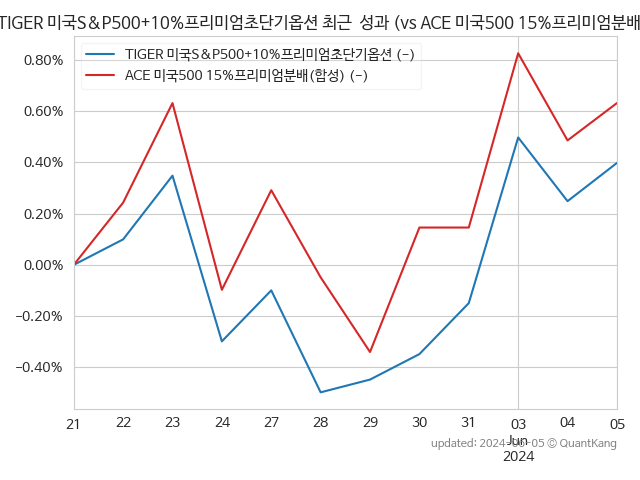 TIGER 미국S&P500+10%프리미엄초단기옵션 최근 성과 (vs ACE 미국500 15%프리미엄분배
TIGER 미국S&P500+10%프리미엄초단기옵션 (-)
ACE 미국500 15%프리미엄분배(합성) (-)
0.80%
0.60%
0.40%
0.20%
0.00%
−0.20%
−0.40%
21 22 23 24 27 28 29 30 31 03 04 05
Jun
2024
updated: 2024-06-05 © QuantKang